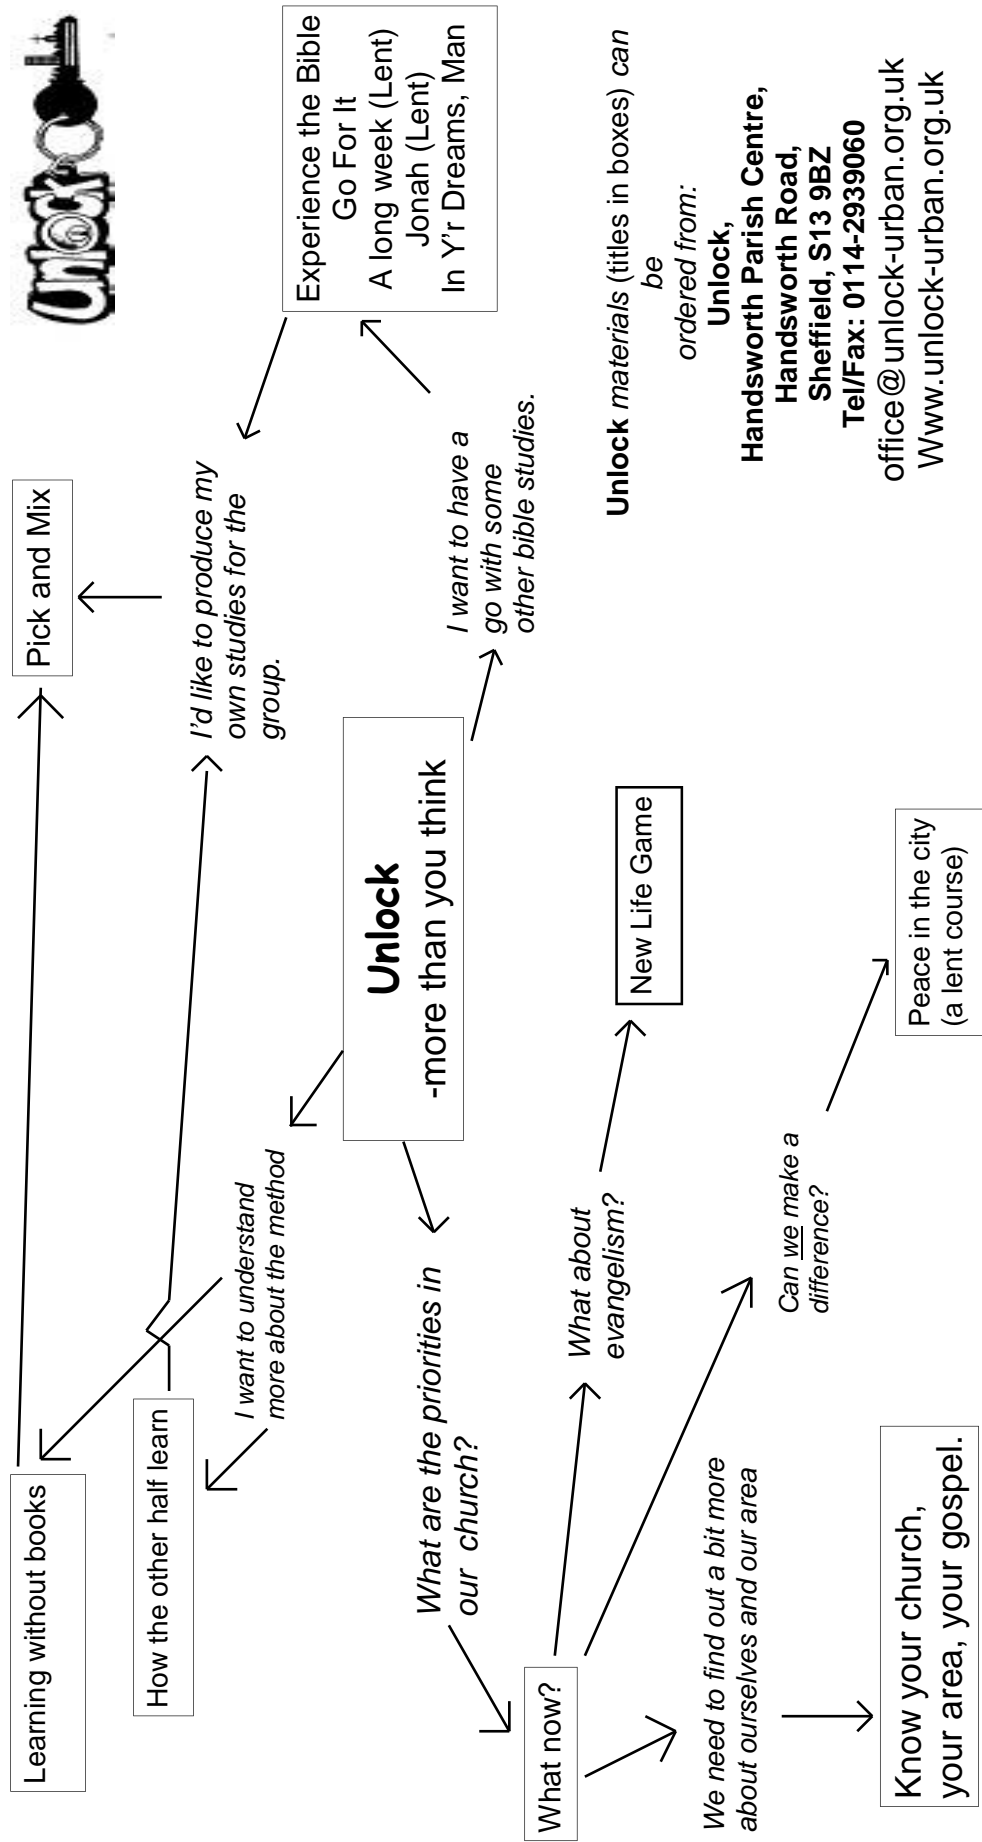 Learning without books
How the other half learn
I want to understand
more about the method
Pick and Mix
I'd like to produce my
own studies for the
group.
Unlock
Experience the Bible
Go For It
A long week (Lent)
Jonah (Lent)
In Y'r Dreams, Man
Unlock
-more than you think
I want to have a
go with some
other bible studies.
What are the priorities in
our church?
What now?
What about
evangelism?
New Life Game
We need to find out a bit more
about ourselves and our area
Can we make a
difference?
Know your church,
your area, your gospel.
Peace in the city
(a lent course)
Unlock materials (titles in boxes) can
be
ordered from:
Unlock,
Handsworth Parish Centre,
Handsworth Road,
Sheffield, S13 9BZ
Tel/Fax: 0114-2939060
office@unlock-urban.org.uk
Www.unlock-urban.org.uk